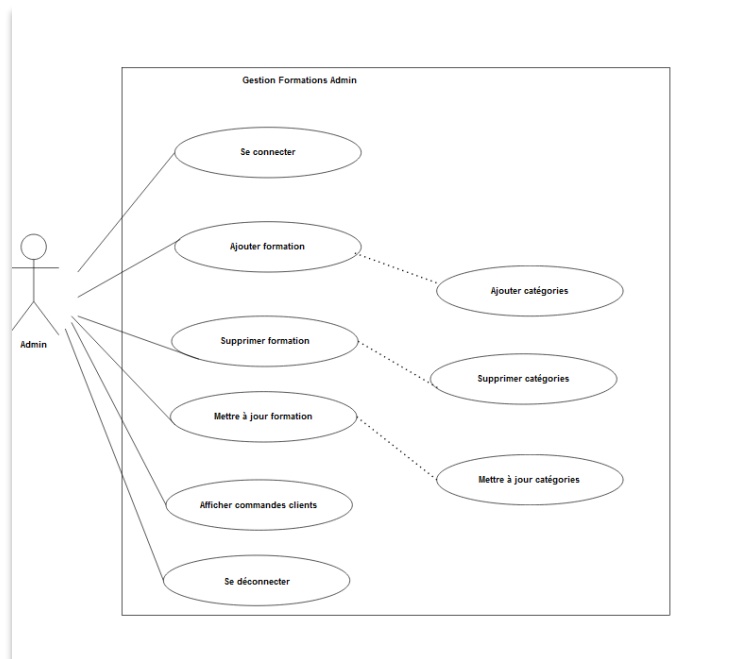 Gestion Formations Admin
Se connecter
Ajouter formation
Ajouter catégories
Supprimer formation
Admin
Supprimer catégories
Mettre à jour formation
Mettre à jour catégories
Afficher commandes clients
Se déconnecter